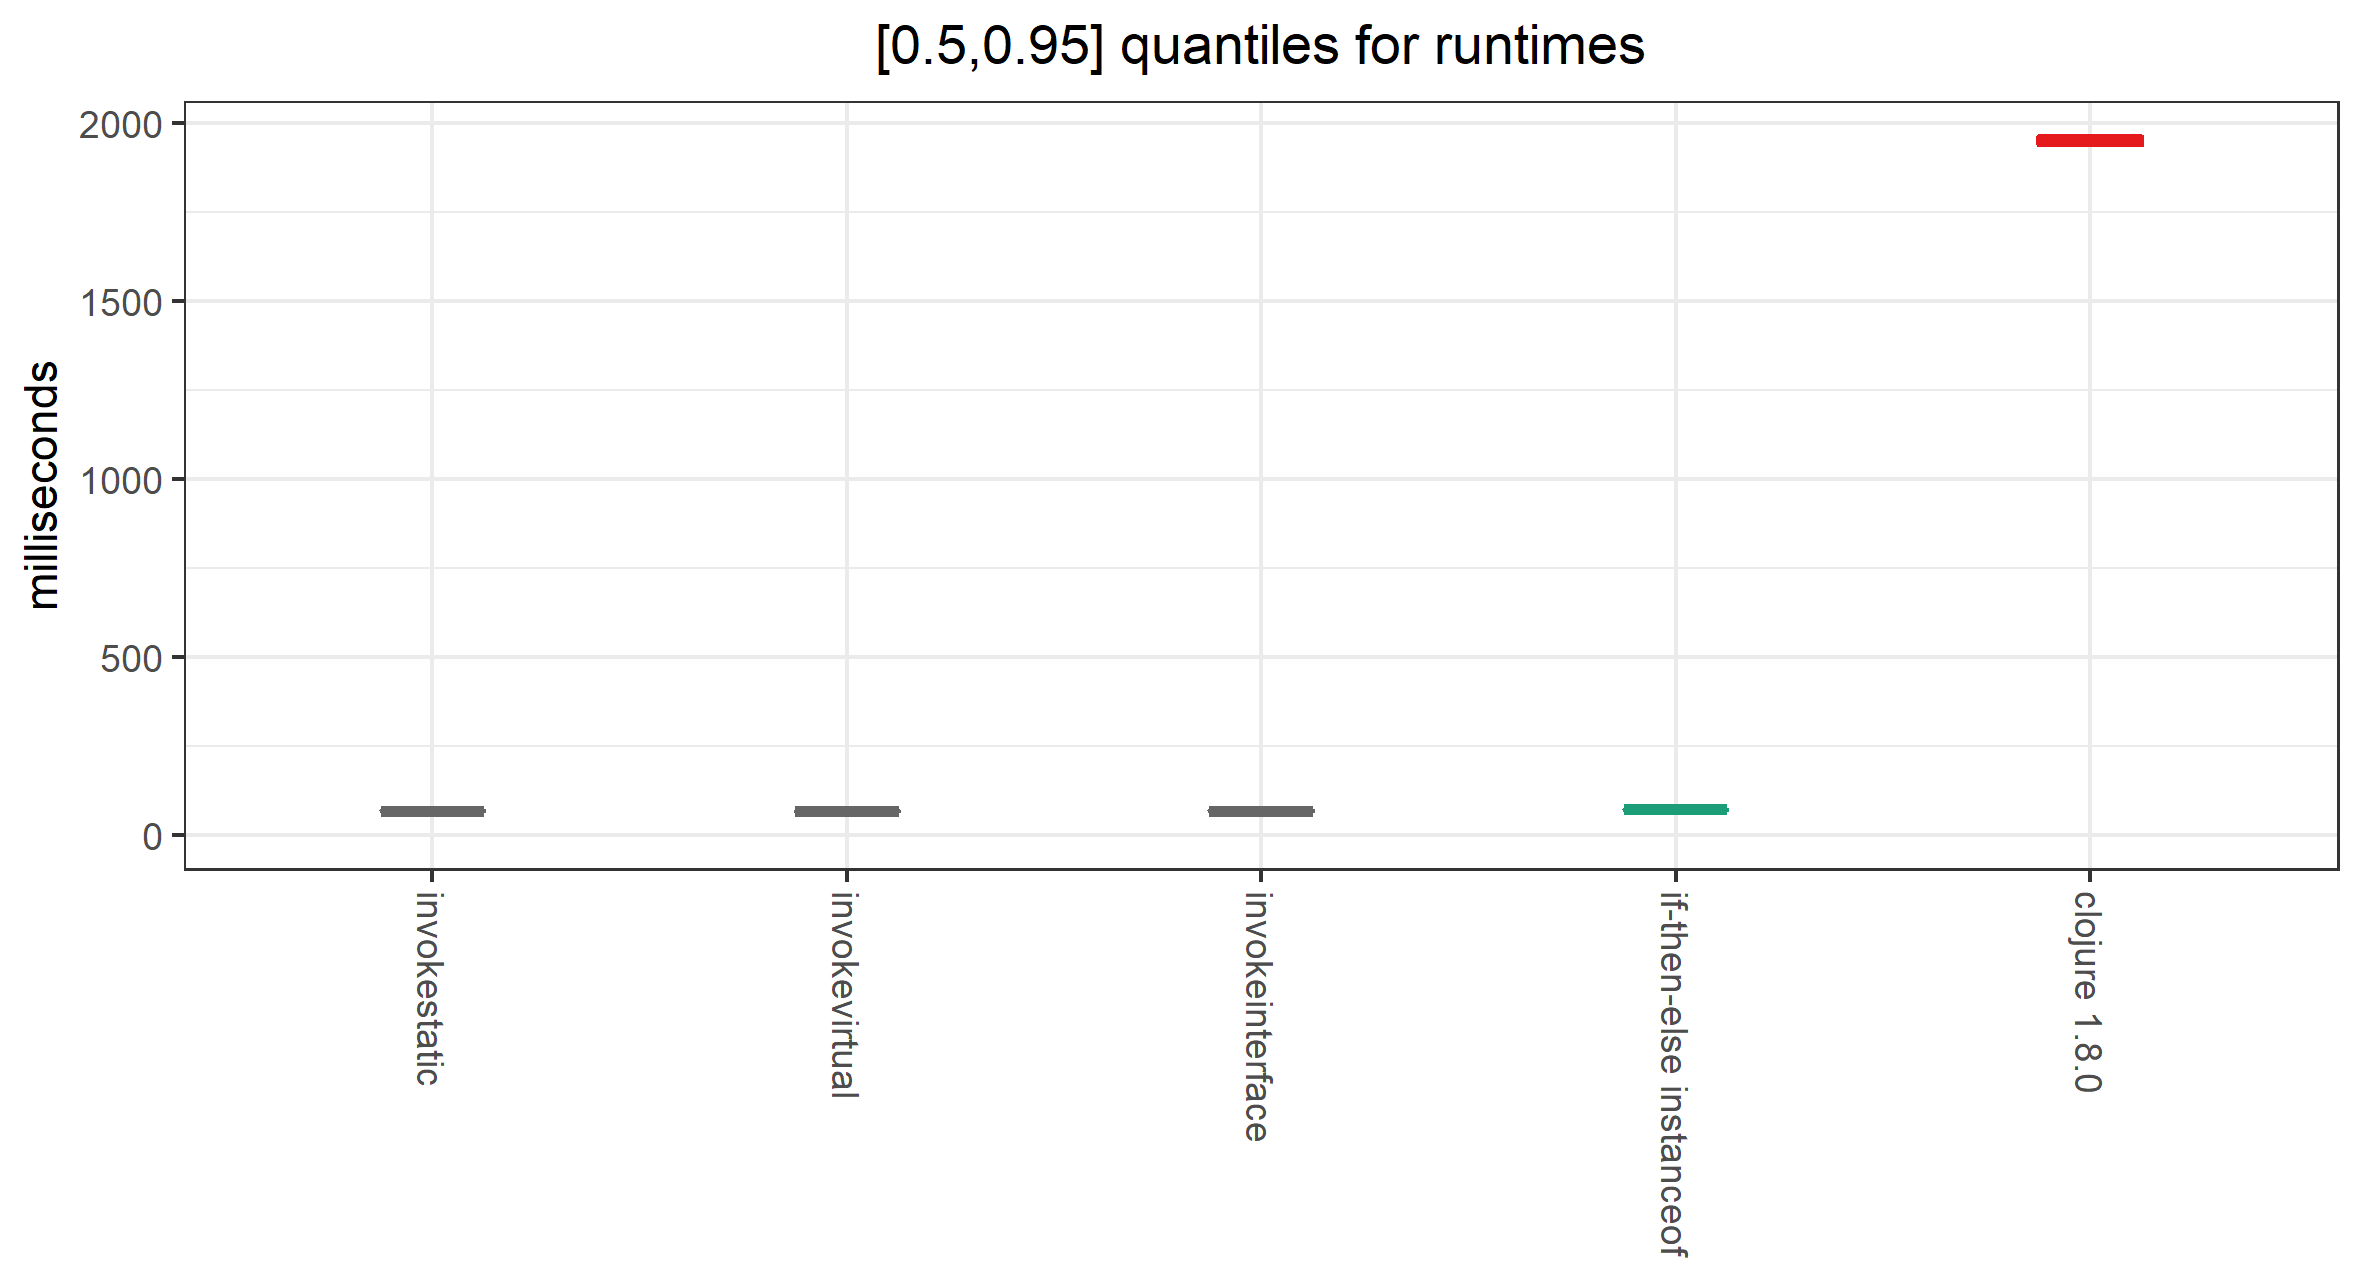 [0.5,0.95] quantiles for runtimes
milliseconds
2000
1500
1000
500
0
invokestatic
invokevirtual
invokeinterface
if-then-else instanceof
clojure 1.8.0